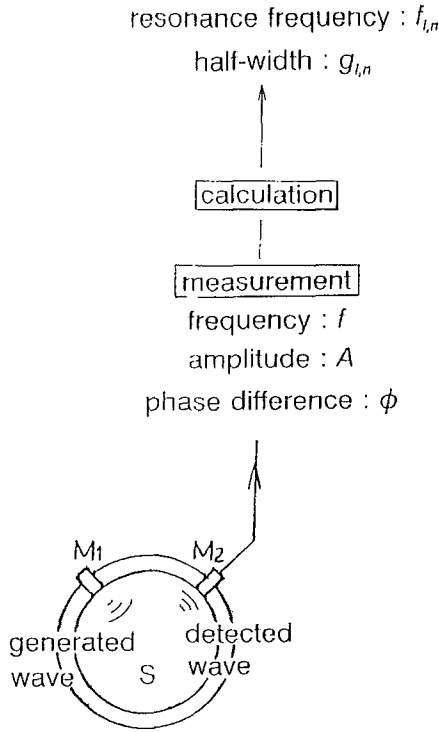 resonance frequency : f_{l,n}
half-width : g_{l,n}
calculation
measurement
frequency : f
amplitude : A
phase difference : ϕ
M1 M2
generated detected
wave wave
S